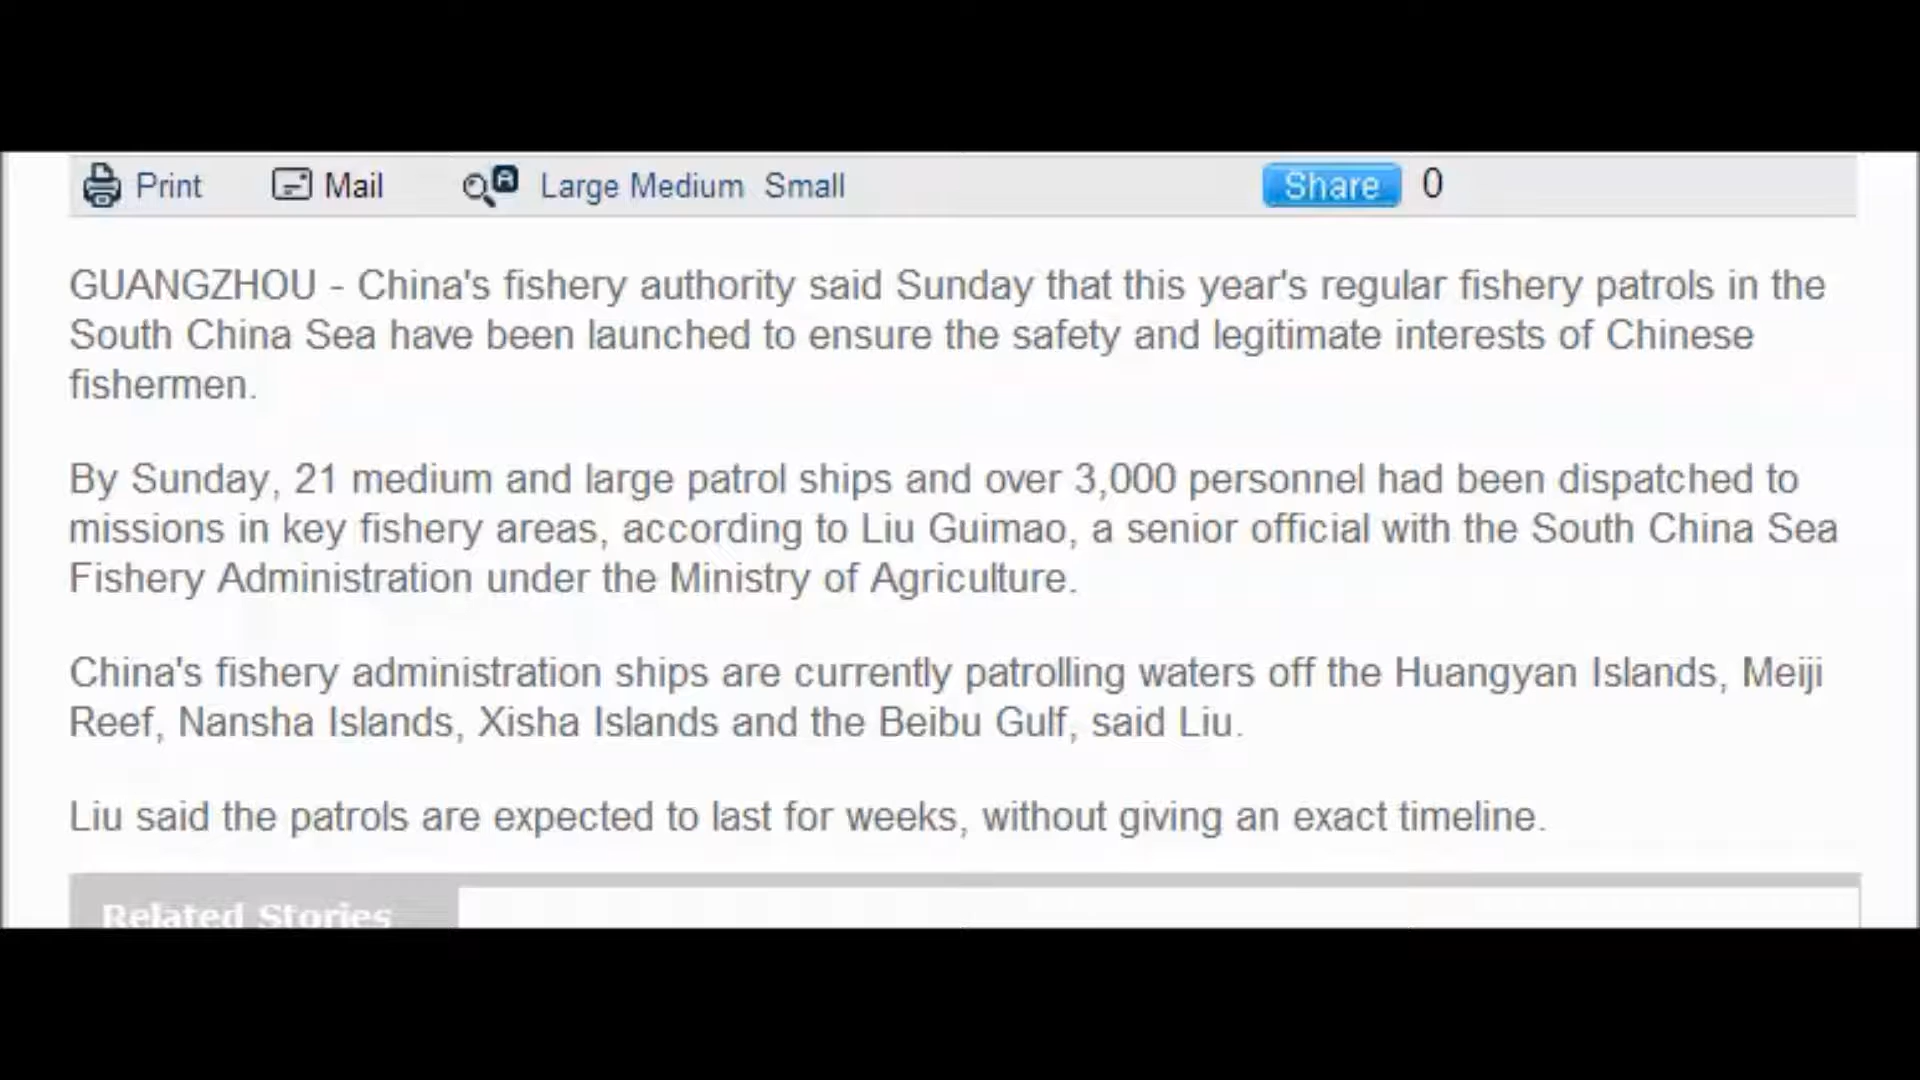 Print Mail Large Medium Small Share 0
GUANGZHOU - China's fishery authority said Sunday that this year's regular fishery patrols in the
South China Sea have been launched to ensure the safety and legitimate interests of Chinese
fishermen.
By Sunday, 21 medium and large patrol ships and over 3,000 personnel had been dispatched to
missions in key fishery areas, according to Liu Guimao, a senior official with the South China Sea
Fishery Administration under the Ministry of Agriculture.
China's fishery administration ships are currently patrolling waters off the Huangyan Islands, Meiji
Reef, Nansha Islands, Xisha Islands and the Beibu Gulf, said Liu.
Liu said the patrols are expected to last for weeks, without giving an exact timeline.
Related Stories